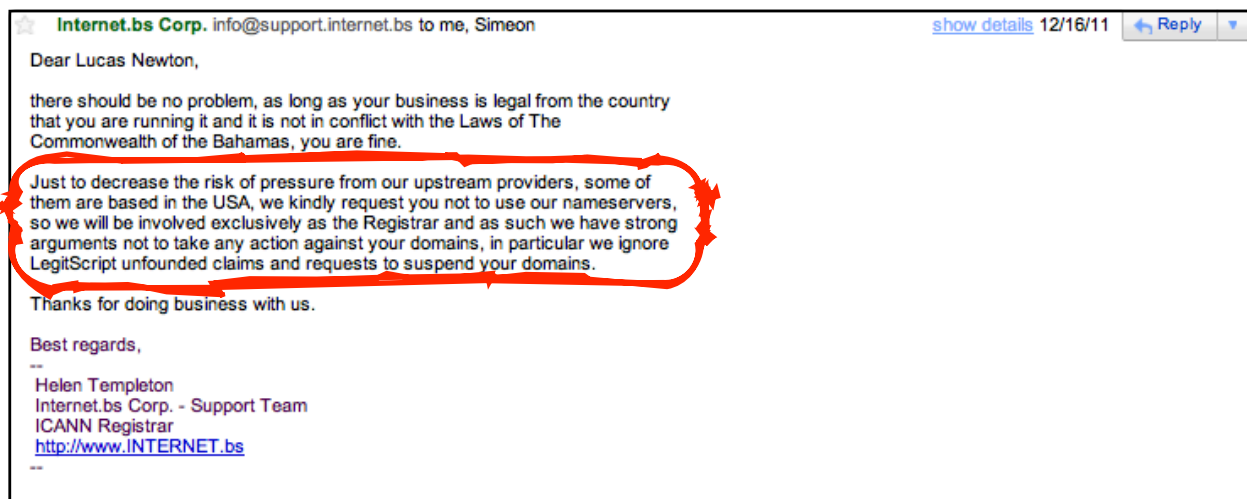 Internet.bs Corp. info@support.internet.bs to me, Simeon show details 12/16/11 Reply
Dear Lucas Newton,
there should be no problem, as long as your business is legal from the country
that you are running it and it is not in conflict with the Laws of The
Commonwealth of the Bahamas, you are fine.
Just to decrease the risk of pressure from our upstream providers, some of
them are based in the USA, we kindly request you not to use our nameservers,
so we will be involved exclusively as the Registrar and as such we have strong
arguments not to take any action against your domains, in particular we ignore
LegitScript unfounded claims and requests to suspend your domains.
Thanks for doing business with us.
Best regards,
--
Helen Templeton
Internet.bs Corp. - Support Team
ICANN Registrar
http://www.INTERNET.bs
--